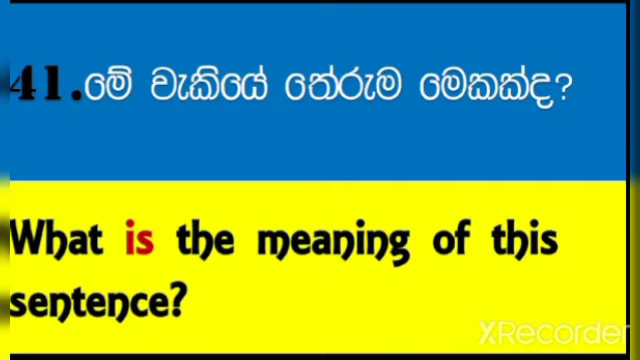 41.මේ වැකියේ තේරුම මෙකක්ද?
What is the meaning of this
sentence?
XRecorder